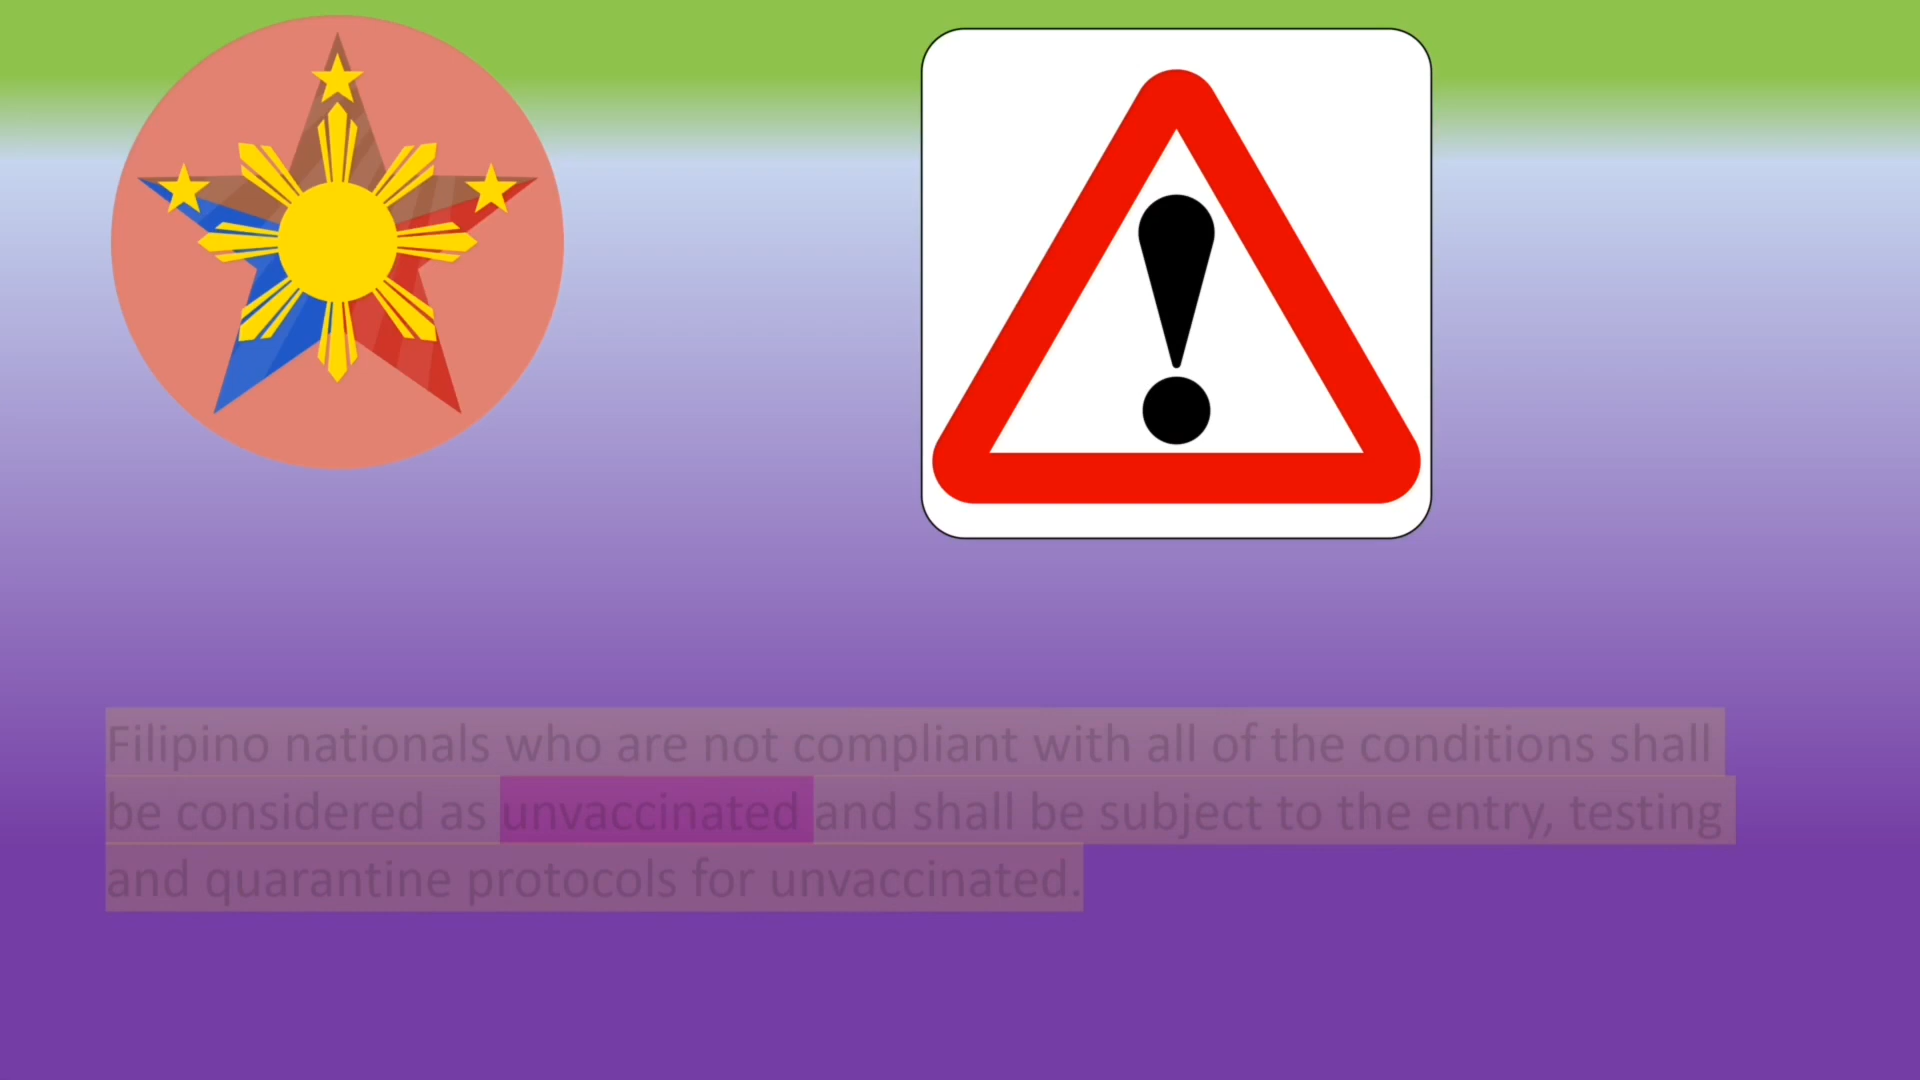 Filipino nationals who are not compliant with all of the conditions shall
be considered as unvaccinated and shall be subject to the entry, testing
and quarantine protocols for unvaccinated.